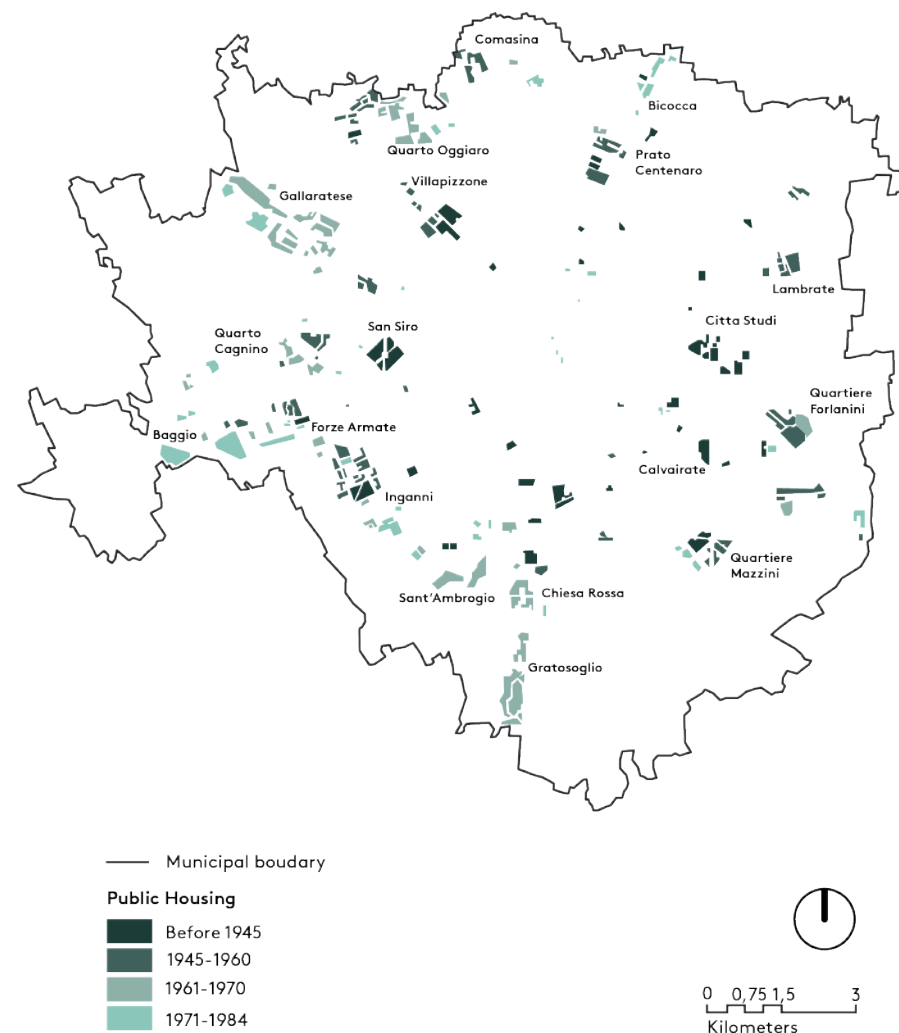 Comasina
Bicocca
Quarto Oggiaro
Prato
Centenaro
Villapizzone
Gallaratese
Lambrate
Citta Studi
San Siro
Quarto
Cagnino
Quartiere
Forlanini
Forze Armate
Baggio
Calvairate
Inganni
Quartiere
Mazzini
Sant'Ambrogio
Chiesa Rossa
Gratosoglio
Municipal boudary
Public Housing
Before 1945
1945-1960
1961-1970
1971-1984
0 0,75 1,5 3
Kilometers